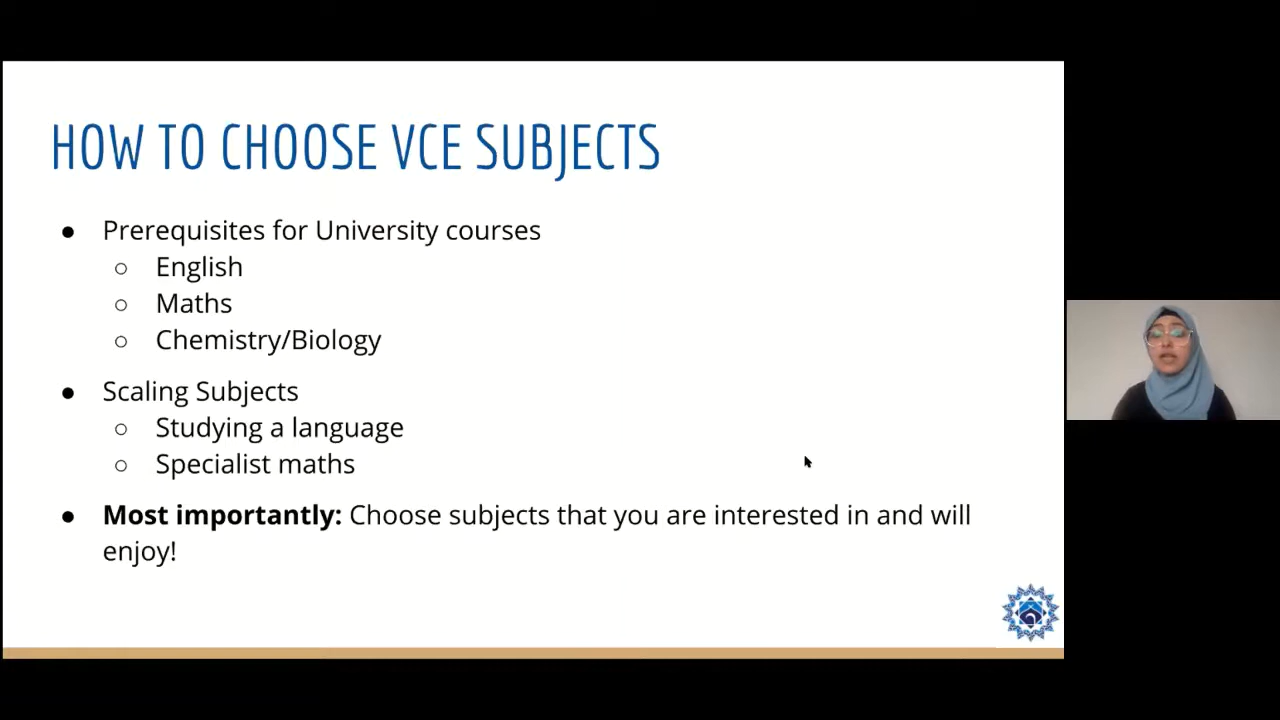 HOW TO CHOOSE VCE SUBJECTS
● Prerequisites for University courses
○ English
○ Maths
○ Chemistry/Biology
● Scaling Subjects
○ Studying a language
○ Specialist maths
● Most importantly: Choose subjects that you are interested in and will
enjoy!